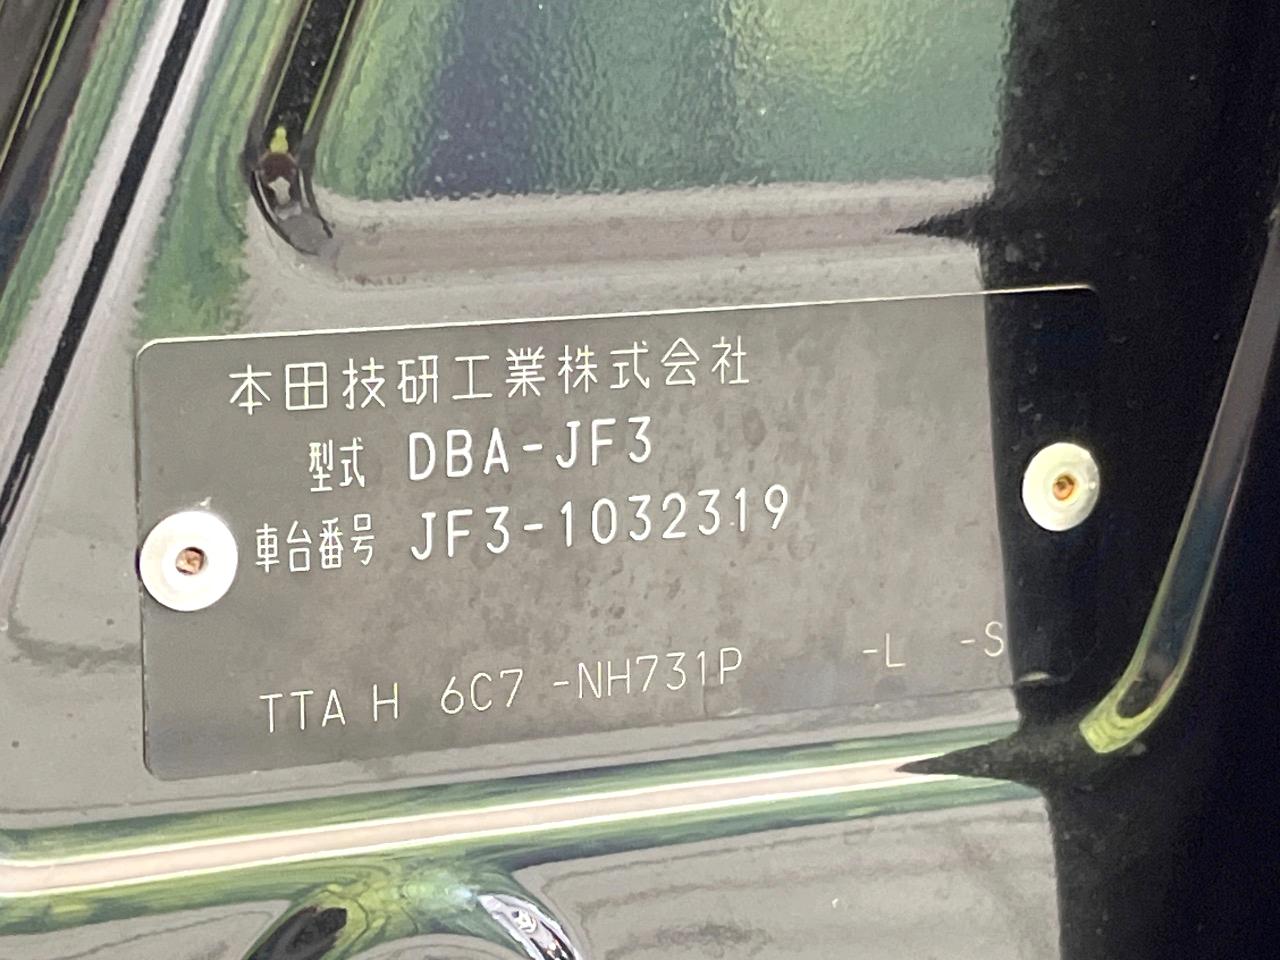 本田技研工業株式会社
型式 DBA-JF3
車台番号 JF3-1032319
TTA H 6C7 -NH731P -L -S